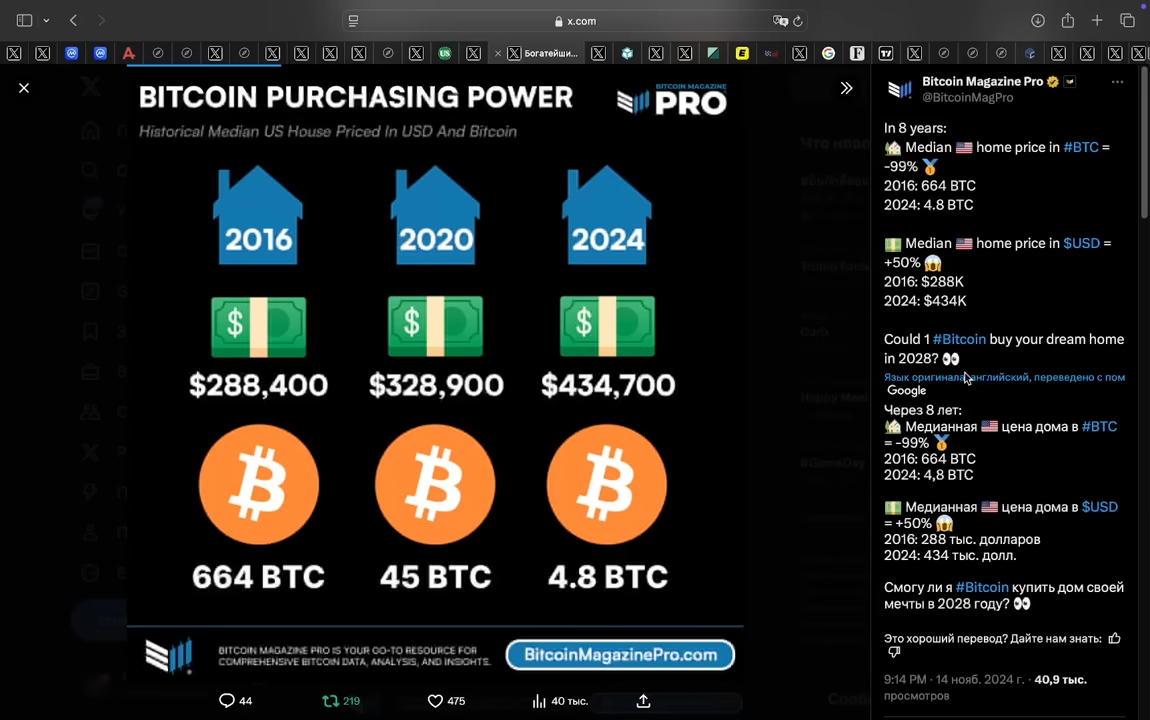 x.com
Богатейши...
BITCOIN PURCHASING POWER
BITCOIN MAGAZINE
PRO
Historical Median US House Priced In USD And Bitcoin
2016 2020 2024
$288,400 $328,900 $434,700
664 BTC 45 BTC 4.8 BTC
BITCOIN MAGAZINE PRO IS YOUR GO-TO RESOURCE FOR
COMPREHENSIVE BITCOIN DATA, ANALYSIS, AND INSIGHTS.
BitcoinMagazinePro.com
44 219 475 40 тыс.
Bitcoin Magazine Pro
@BitcoinMagPro
In 8 years:
🏡 Median 🇺🇸 home price in #BTC =
-99% 🥇
2016: 664 BTC
2024: 4.8 BTC
💵 Median 🇺🇸 home price in $USD =
+50% 😱
2016: $288K
2024: $434K
Could 1 #Bitcoin buy your dream home
in 2028? 👀
Язык оригинала английский, переведено с пом
Google
Через 8 лет:
🏡 Медианная 🇺🇸 цена дома в #BTC
= -99% 🥇
2016: 664 BTC
2024: 4,8 BTC
💵 Медианная 🇺🇸 цена дома в $USD
= +50% 😱
2016: 288 тыс. долларов
2024: 434 тыс. долл.
Смогу ли я #Bitcoin купить дом своей
мечты в 2028 году? 👀
Это хороший перевод? Дайте нам знать:
9:14 PM · 14 нояб. 2024 г. · 40,9 тыс.
просмотров